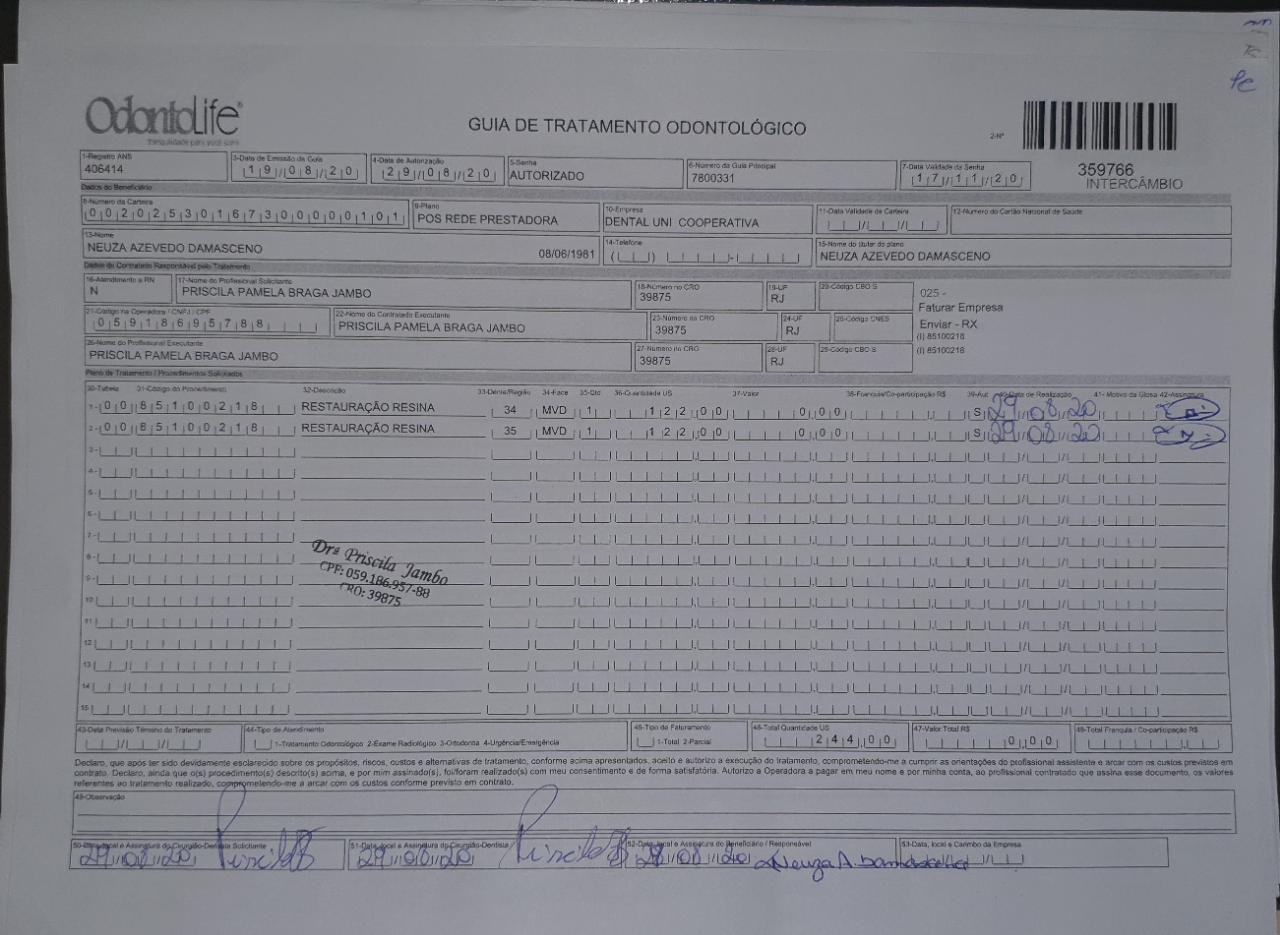 OdontoLife®
Tranquilidade para você sorrir
GUIA DE TRATAMENTO ODONTOLÓGICO
2-Nº
359766
INTERCÂMBIO
1-Registro ANS 3-Data de Emissão da Guia 4-Data de Autorização 5-Senha 6-Número da Guia Principal 7-Data Validade da Senha
406414 19/08/20 29/08/20 AUTORIZADO 7800331 17/11/20
Dados do Beneficiário
8-Número da Carteira 9-Plano 10-Empresa 11-Data Validade da Carteira 12-Número do Cartão Nacional de Saúde
00202530167300000101 POS REDE PRESTADORA DENTAL UNI COOPERATIVA
13-Nome 14-Telefone 15-Nome do titular do plano
NEUZA AZEVEDO DAMASCENO 08/06/1981 NEUZA AZEVEDO DAMASCENO
Dados do Contratado Responsável pelo Tratamento
16-Atendimento a RN 17-Nome do Profissional Solicitante 18-Número no CRO 19-UF 20-Código CBO S
N PRISCILA PAMELA BRAGA JAMBO 39875 RJ
025 -
Faturar Empresa
Enviar - RX
(I) 85100218
(I) 85100218
21-Código na Operadora / CNPJ / CPF 22-Nome do Contratado Executante 23-Número no CRO 24-UF 25-Código CNES
05918695788 PRISCILA PAMELA BRAGA JAMBO 39875 RJ
26-Nome do Profissional Executante 27-Número no CRO 28-UF 29-Código CBO S
PRISCILA PAMELA BRAGA JAMBO 39875 RJ
Plano de Tratamento / Procedimentos Solicitados
30-Tabela 31-Código do Procedimento 32-Descrição 33-Dente/Região 34-Face 35-Qtd 36-Quantidade US 37-Valor 38-Franquia/Co-participação R$ 39-Aut 40-Data de Realização 41- Motivo da Glosa 42-Assinatura
1- 00 85100218 RESTAURAÇÃO RESINA 34 MVD 1 122,00 0,00 S 29/08/20
2- 00 85100218 RESTAURAÇÃO RESINA 35 MVD 1 122,00 0,00 S 29/08/20
3-
4-
5-
6-
7-
8-
9-
10
11
12
13
14
15
Drª Priscila Jambo
CPF: 059.186.957-88
CRO: 39875
43-Data Previsão Término do Tratamento 44-Tipo de Atendimento 45-Tipo de Faturamento 46-Total Quantidade US 47-Valor Total R$ 48-Total Franquia / Co-participação R$
1-Tratamento Odontológico 2-Exame Radiológico 3-Ortodontia 4-Urgência/Emergência 1-Total 2-Parcial 244,00 0,00
Declaro, que após ter sido devidamente esclarecido sobre os propósitos, riscos, custos e alternativas de tratamento, conforme acima apresentados, aceito e autorizo a execução do tratamento, comprometendo-me a cumprir as orientações do profissional assistente e arcar com os custos previstos em
contrato. Declaro, ainda que o(s) procedimento(s) descrito(s) acima, e por mim assinado(s), foi/foram realizado(s) com meu consentimento e de forma satisfatória. Autorizo a Operadora a pagar em meu nome e por minha conta, ao profissional contratado que assina esse documento, os valores
referentes ao tratamento realizado, comprometendo-me a arcar com os custos conforme previsto em contrato.
49-Observação
50-Data, local e Assinatura do Cirurgião-Dentista Solicitante 51-Data, local e Assinatura do Cirurgião-Dentista 52-Data, local e Assinatura do Beneficiário / Responsável 53-Data, local e Carimbo da Empresa
29/08/20 29/08/20 /08/20 Neuza A. Damasceno